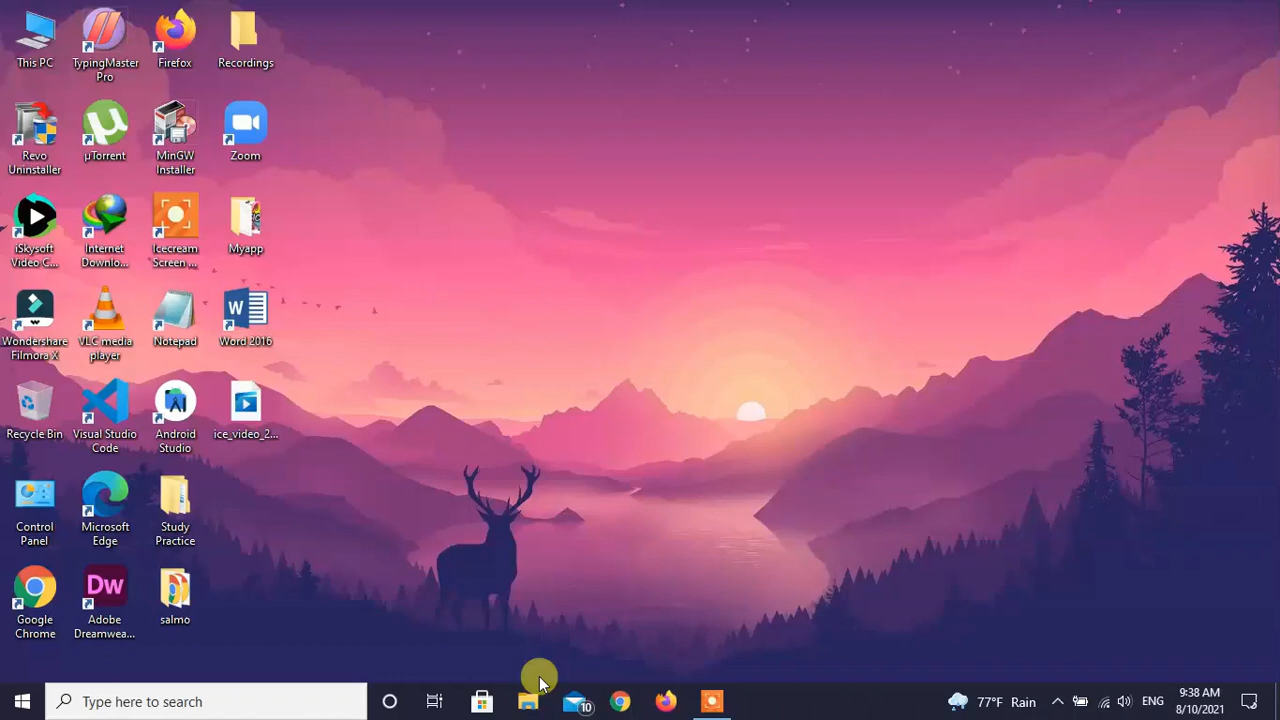 This PC
TypingMaster
Pro
Firefox
Recordings
Revo
Uninstaller
µTorrent
MinGW
Installer
Zoom
iSkysoft
Video C...
Internet
Downlo...
Icecream
Screen ...
Myapp
Wondershare
Filmora X
VLC media
player
Notepad
Word 2016
Recycle Bin
Visual Studio
Code
Android
Studio
ice_video_2...
Control
Panel
Microsoft
Edge
Study
Practice
Google
Chrome
Dw
Adobe
Dreamwea...
salmo
Type here to search
10
77°F Rain
ENG
9:38 AM
8/10/2021